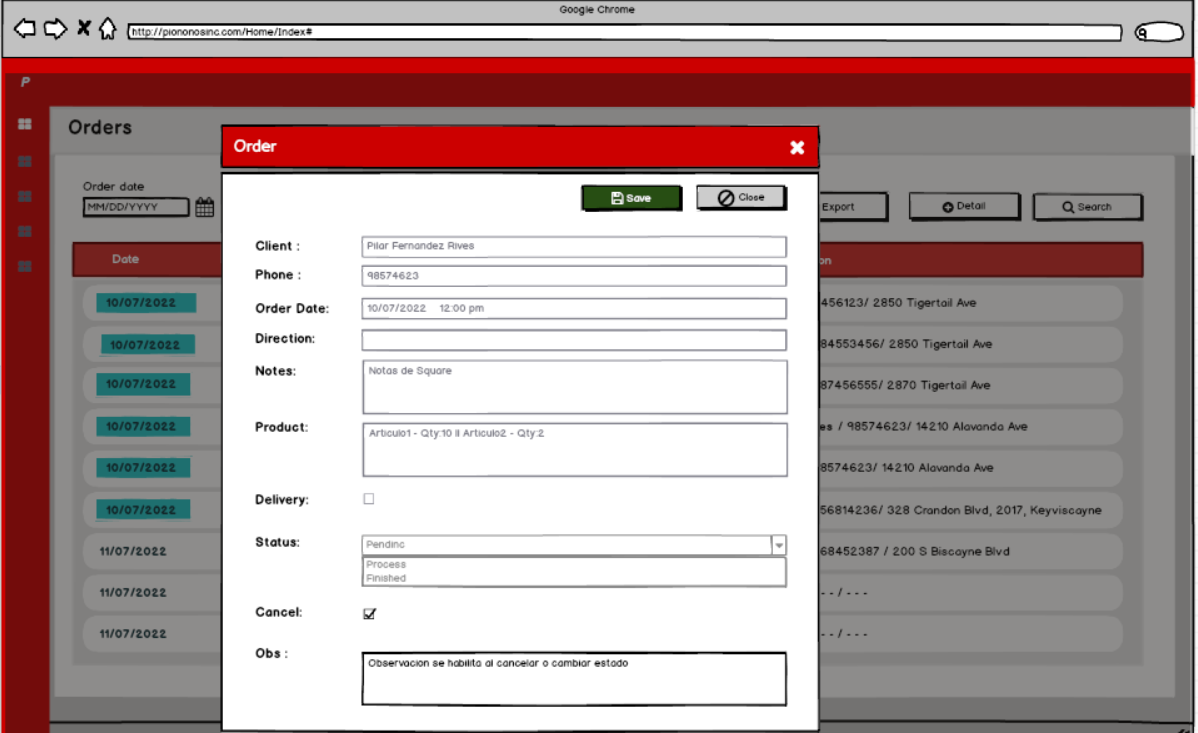 Google Chrome
http://piononosinc.com/Home/Index#
P
Orders
Order
Order date
MM/DD/YYYY
Save
Close
Export
Detail
Search
Date
on
Client :
Pilar Fernandez Rives
Phone :
98574623
Order Date:
10/07/2022 12:00 pm
Direction:
Notes:
Notas de Square
Product:
Articulo1 - Qty:10 II Articulo2 - Qty:2
Delivery:
Status:
Pendinc
Process
Finished
Cancel:
Obs :
Observacion se habilita al cancelar o cambiar estado
10/07/2022
456123/ 2850 Tigertail Ave
10/07/2022
84553456/ 2850 Tigertail Ave
10/07/2022
87456555/ 2870 Tigertail Ave
10/07/2022
es / 98574623/ 14210 Alavanda Ave
10/07/2022
8574623/ 14210 Alavanda Ave
10/07/2022
56814236/ 328 Crandon Blvd, 2017, Keyviscayne
11/07/2022
68452387 / 200 S Biscayne Blvd
11/07/2022
- - / - - -
11/07/2022
- - / - - -